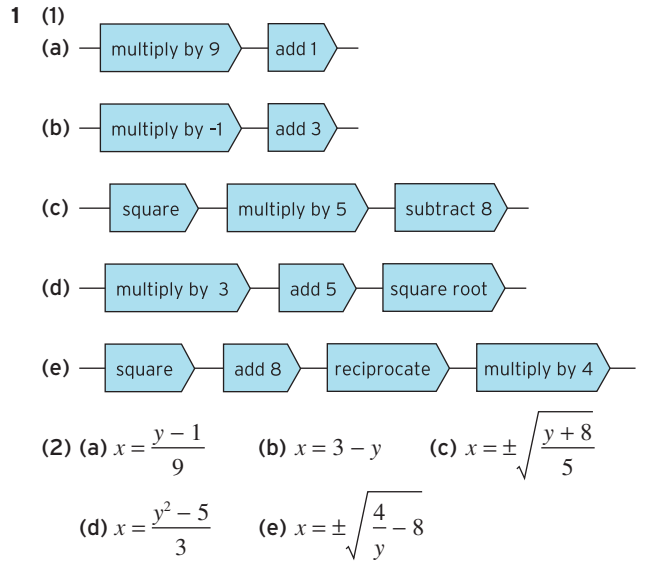 1 (1)
(a) multiply by 9 add 1
(b) multiply by -1 add 3
(c) square multiply by 5 subtract 8
(d) multiply by 3 add 5 square root
(e) square add 8 reciprocate multiply by 4
(2) (a) x = (y − 1)/9 (b) x = 3 − y (c) x = ±√((y + 8)/5)
(d) x = (y² − 5)/3 (e) x = ±√(4/y − 8)